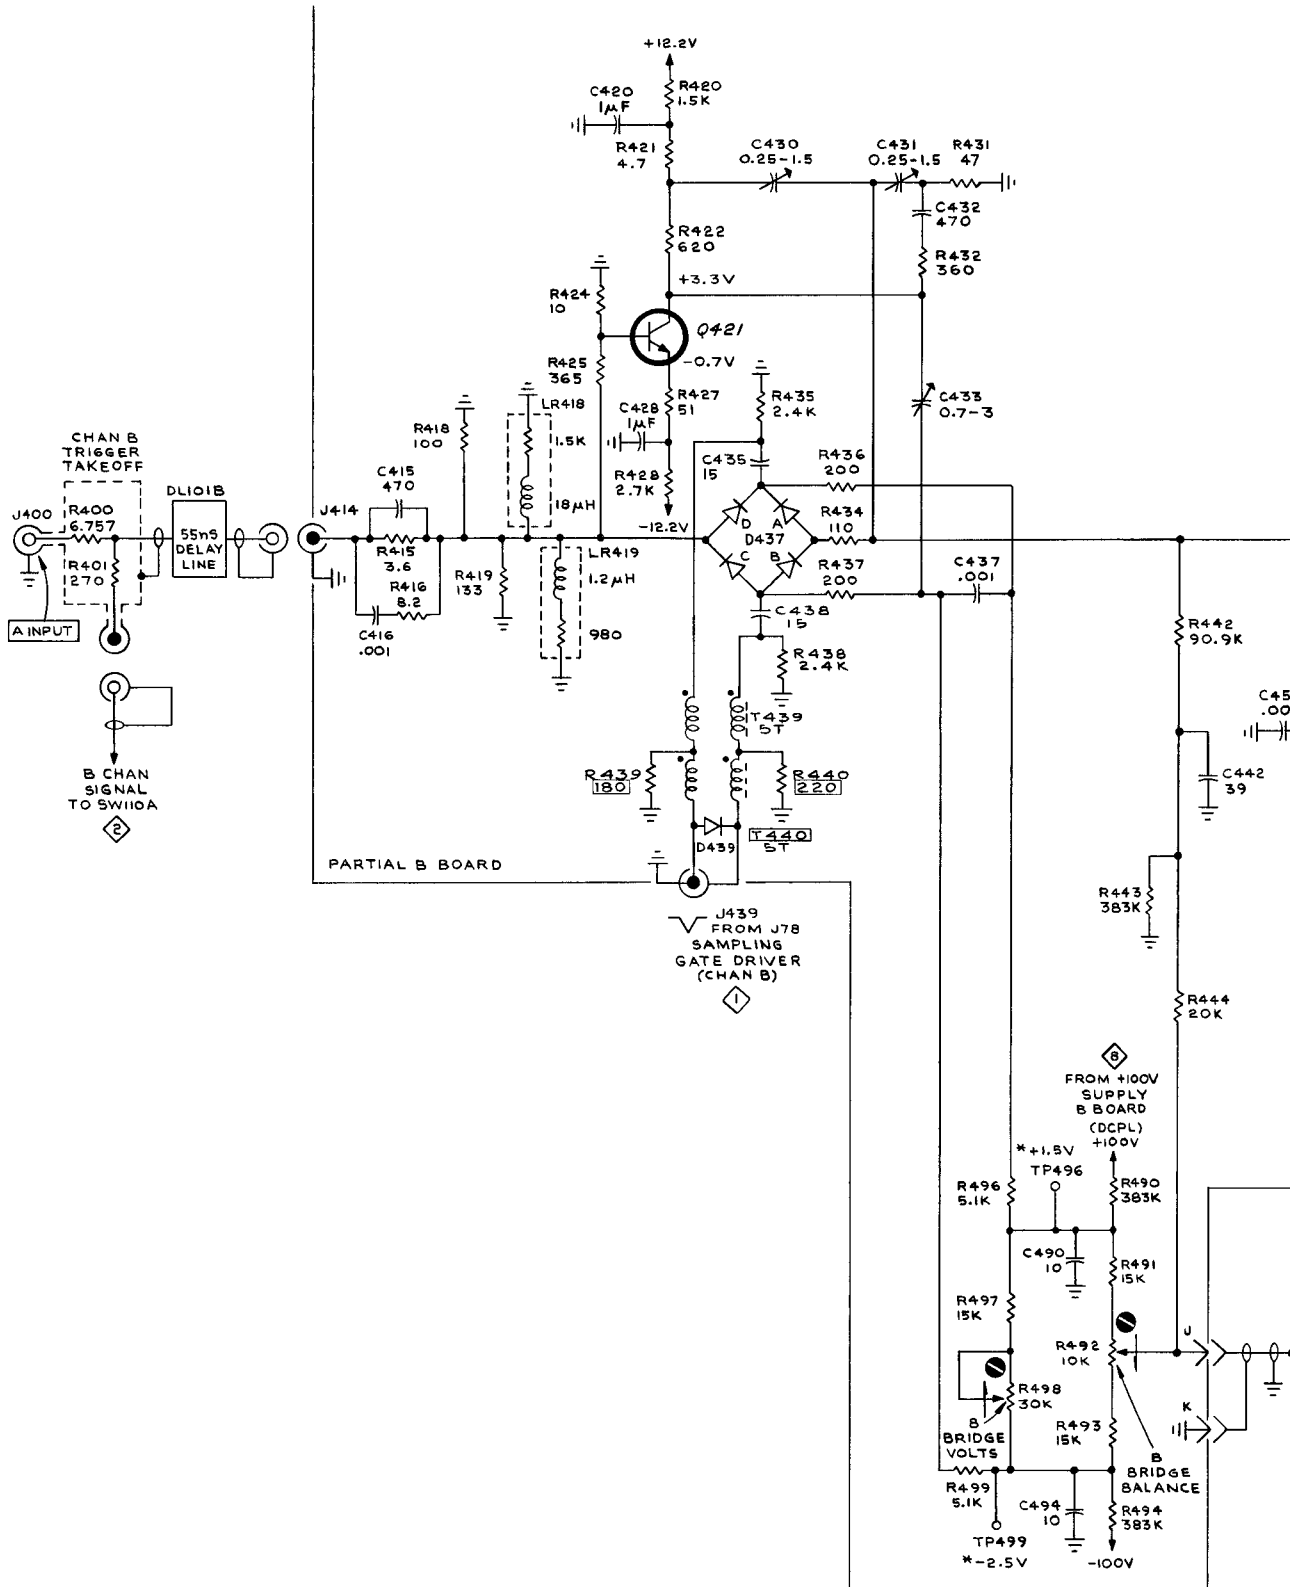 +12.2V
R420
1.5K
C420
1µF
R421
4.7
C430
0.25-1.5
C431
0.25-1.5
R431
47
C432
470
R422
620
R432
360
+3.3V
R424
10
Q421
-0.7V
R425
365
R427
51
R435
2.4K
C433
0.7-3
LR418
1.5K
18µH
C428
1µF
R418
100
R428
2.7K
-12.2V
C435
15
R436
200
R434
110
D
A
D437
C
B
R437
200
C437
.001
C438
15
R438
2.4K
CHAN B
TRIGGER
TAKEOFF
DL101B
J400
R400
6.757
R401
270
55nS
DELAY
LINE
J414
C415
470
R415
3.6
R416
8.2
C416
.001
R419
133
LR419
1.2µH
980
A INPUT
B CHAN
SIGNAL
TO SW110A
2
T439
5T
R439
180
R440
220
D439
T440
5T
PARTIAL B BOARD
J439
FROM J78
SAMPLING
GATE DRIVER
(CHAN B)
1
R442
90.9K
C45
.00
C442
39
R443
383K
R444
20K
8
FROM +100V
SUPPLY
B BOARD
(DCPL)
+100V
*+1.5V
TP496
R496
5.1K
R490
383K
C490
10
R491
15K
R497
15K
R492
10K
J
R498
30K
B
BRIDGE
VOLTS
R493
15K
K
B
BRIDGE
BALANCE
R499
5.1K
C494
10
R494
383K
TP499
*-2.5V
-100V